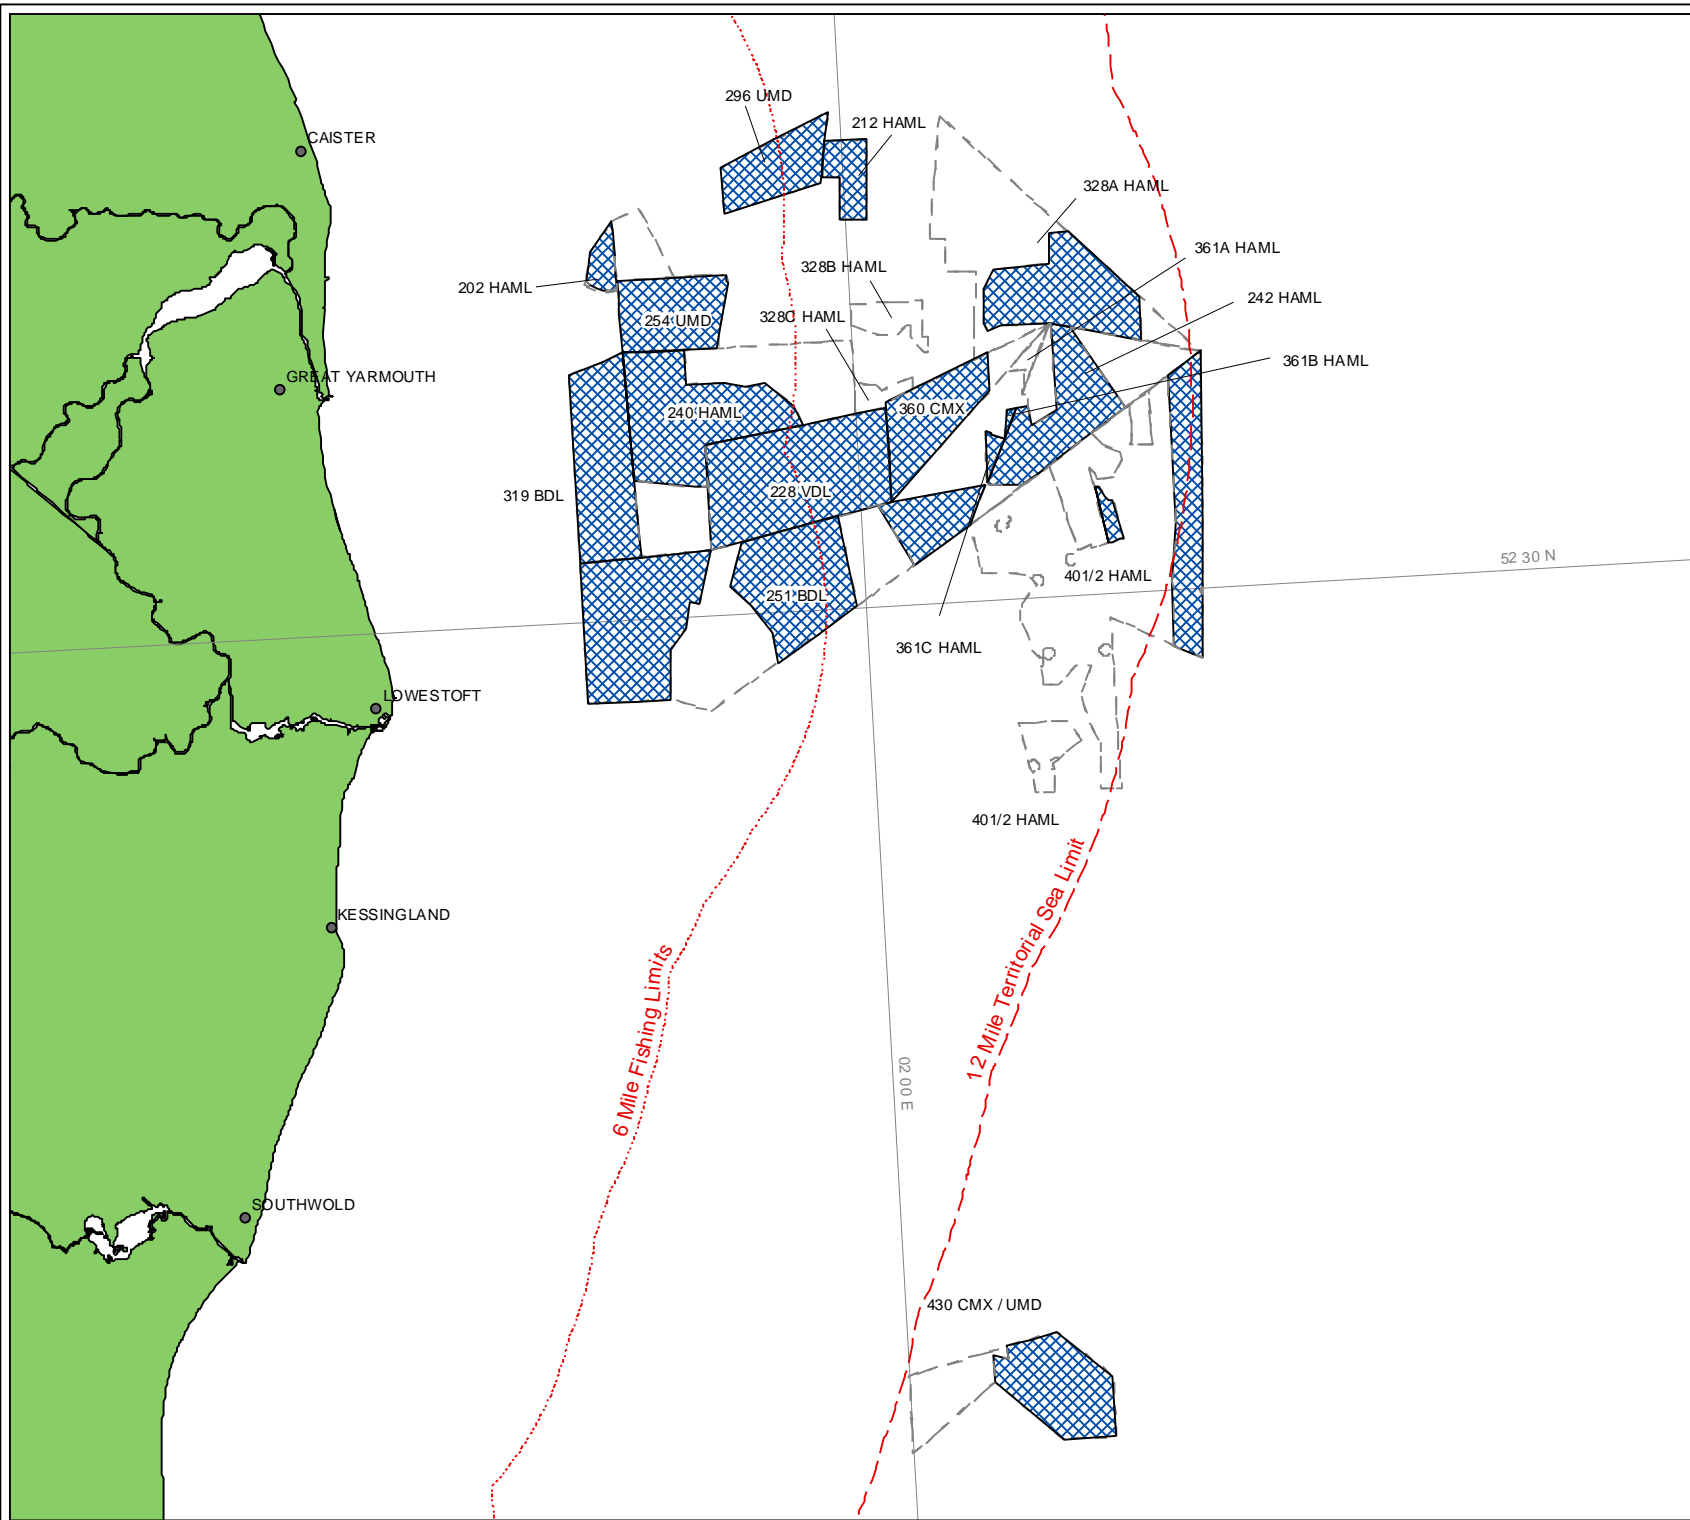 296 UMD
212 HAML
CAISTER
328A HAML
361A HAML
328B HAML
202 HAML
242 HAML
328C HAML
254 UMD
361B HAML
GREAT YARMOUTH
360 CMX
240 HAML
228 VDL
319 BDL
52 30 N
401/2 HAML
251 BDL
361C HAML
LOWESTOFT
401/2 HAML
KESSINGLAND
6 Mile Fishing Limits
12 Mile Territorial Sea Limit
02 00 E
SOUTHWOLD
430 CMX / UMD